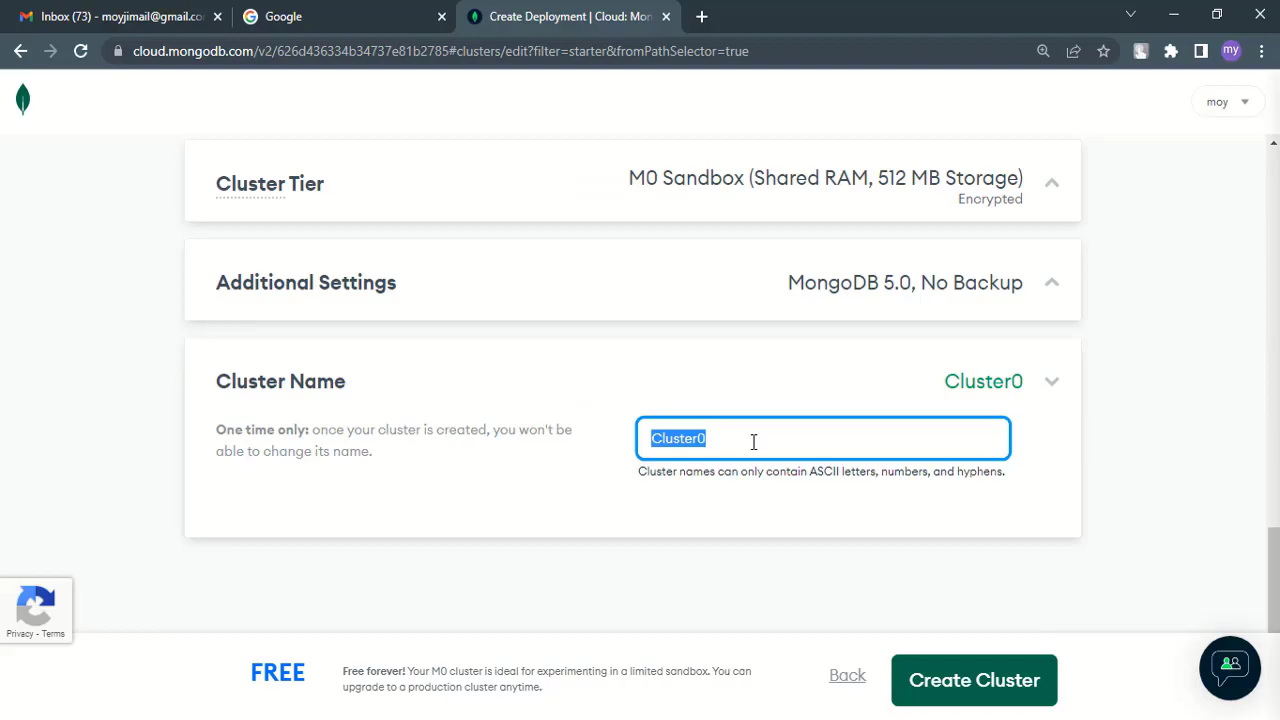 Inbox (73) - moyjimail@gmail.co
Google
Create Deployment | Cloud: Mon
cloud.mongodb.com/v2/626d436334b34737e81b2785#clusters/edit?filter=starter&fromPathSelector=true
my
moy
Cluster Tier
M0 Sandbox (Shared RAM, 512 MB Storage)
Encrypted
Additional Settings
MongoDB 5.0, No Backup
Cluster Name
Cluster0
One time only: once your cluster is created, you won't be
able to change its name.
Cluster0
Cluster names can only contain ASCII letters, numbers, and hyphens.
Privacy - Terms
FREE
Free forever! Your M0 cluster is ideal for experimenting in a limited sandbox. You can
upgrade to a production cluster anytime.
Back
Create Cluster